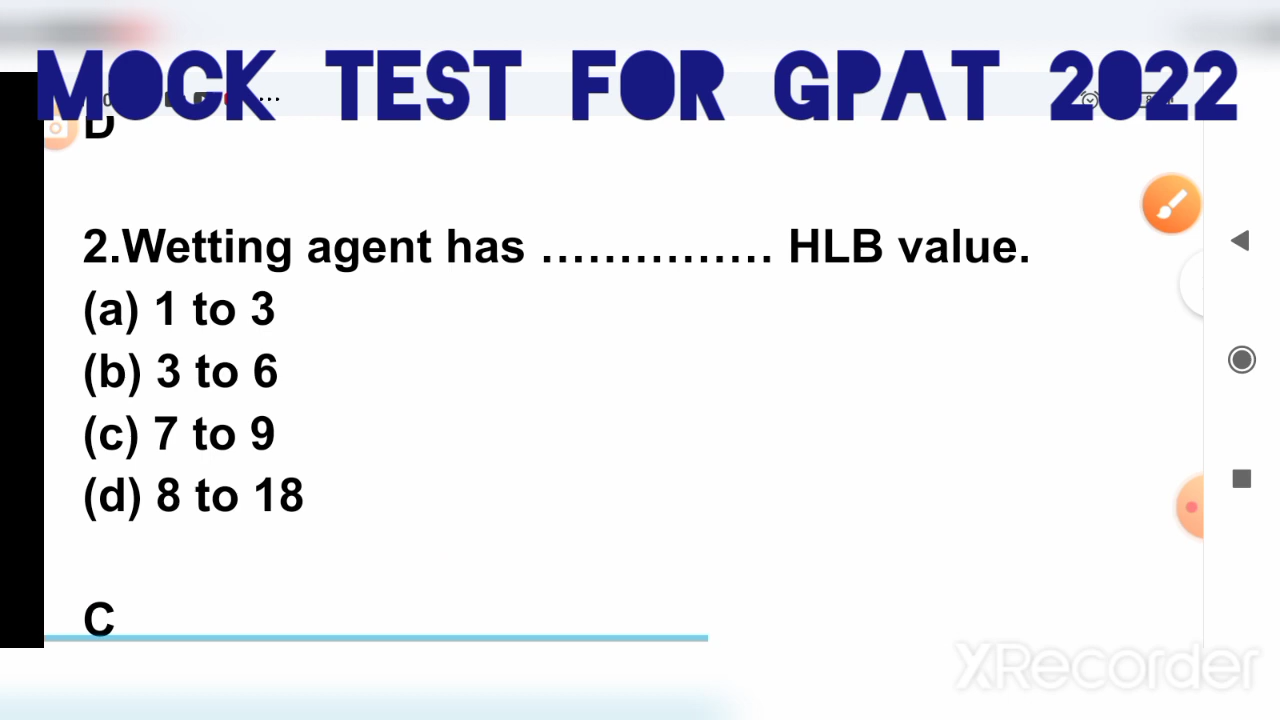 MOCK TEST FOR GPAT 2022
D
2.Wetting agent has ............... HLB value.
(a) 1 to 3
(b) 3 to 6
(c) 7 to 9
(d) 8 to 18
C
XRecorder